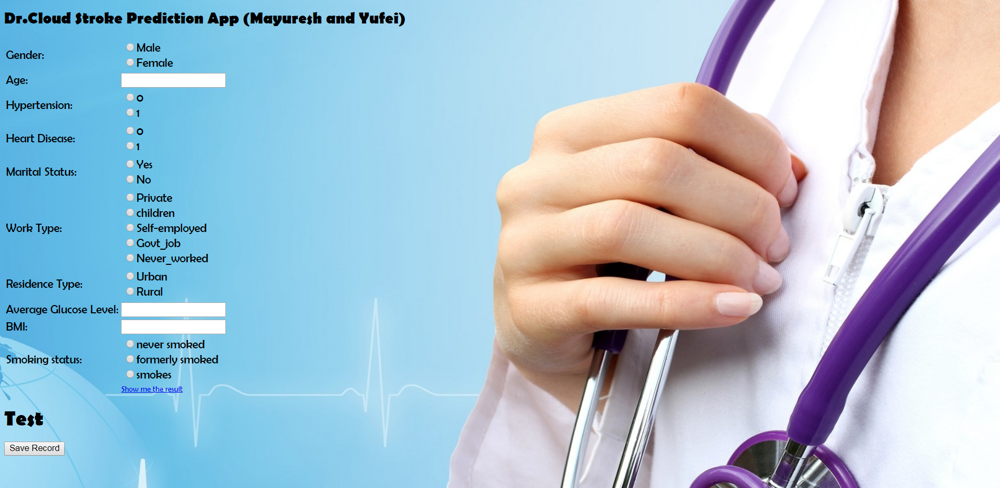 Dr.Cloud Stroke Prediction App (Mayuresh and Yufei)
Gender:
Male
Female
Age:
Hypertension:
0
1
Heart Disease:
0
1
Marital Status:
Yes
No
Work Type:
Private
children
Self-employed
Govt_job
Never_worked
Residence Type:
Urban
Rural
Average Glucose Level:
BMI:
Smoking status:
never smoked
formerly smoked
smokes
Show me the result
Test
Save Record